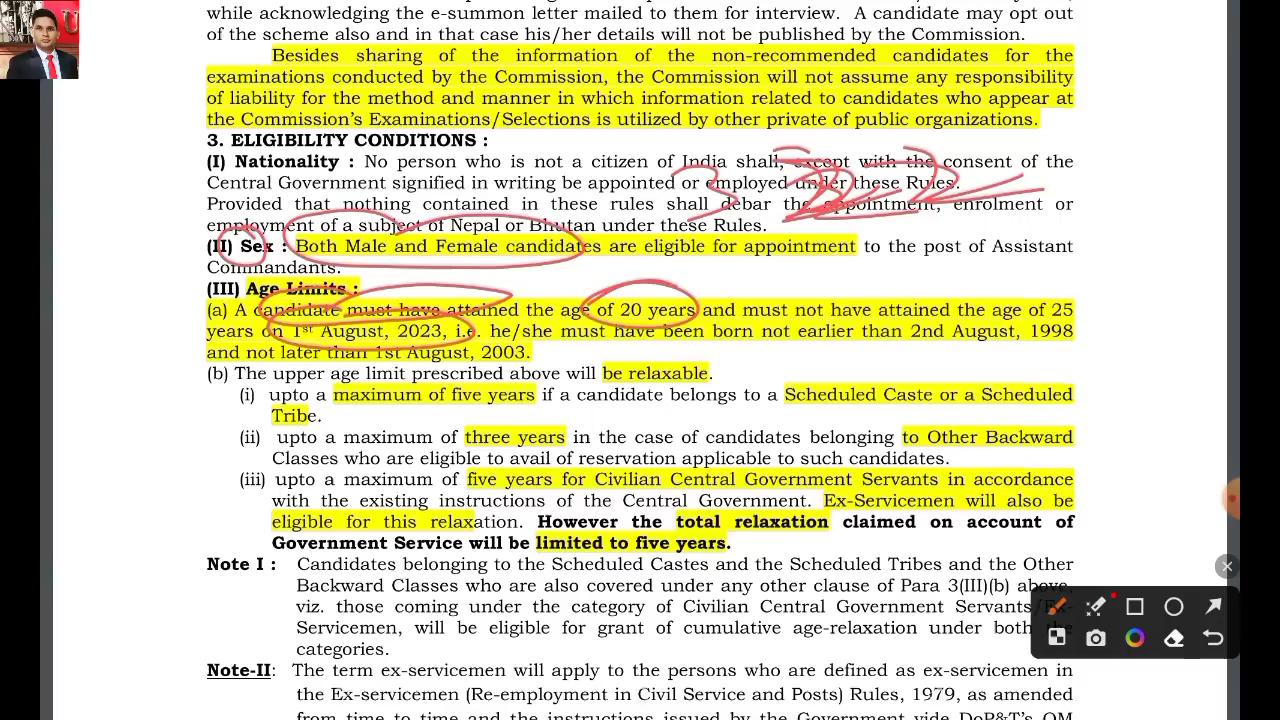 while acknowledging the e-summon letter mailed to them for interview. A candidate may opt out
of the scheme also and in that case his/her details will not be published by the Commission.
Besides sharing of the information of the non-recommended candidates for the
examinations conducted by the Commission, the Commission will not assume any responsibility
of liability for the method and manner in which information related to candidates who appear at
the Commission's Examinations/Selections is utilized by other private of public organizations.
3. ELIGIBILITY CONDITIONS :
(I) Nationality : No person who is not a citizen of India shall, except with the consent of the
Central Government signified in writing be appointed or employed under these Rules.
Provided that nothing contained in these rules shall debar the appointment, enrolment or
employment of a subject of Nepal or Bhutan under these Rules.
(II) Sex : Both Male and Female candidates are eligible for appointment to the post of Assistant
Commandants.
(III) Age Limits :
(a) A candidate must have attained the age of 20 years and must not have attained the age of 25
years on 1st August, 2023, i.e. he/she must have been born not earlier than 2nd August, 1998
and not later than 1st August, 2003.
(b) The upper age limit prescribed above will be relaxable.
(i) upto a maximum of five years if a candidate belongs to a Scheduled Caste or a Scheduled
Tribe.
(ii) upto a maximum of three years in the case of candidates belonging to Other Backward
Classes who are eligible to avail of reservation applicable to such candidates.
(iii) upto a maximum of five years for Civilian Central Government Servants in accordance
with the existing instructions of the Central Government. Ex-Servicemen will also be
eligible for this relaxation. However the total relaxation claimed on account of
Government Service will be limited to five years.
Note I : Candidates belonging to the Scheduled Castes and the Scheduled Tribes and the Other
Backward Classes who are also covered under any other clause of Para 3(III)(b) above,
viz. those coming under the category of Civilian Central Government Servants/Ex-
Servicemen, will be eligible for grant of cumulative age-relaxation under both the
categories.
Note-II: The term ex-servicemen will apply to the persons who are defined as ex-servicemen in
the Ex-servicemen (Re-employment in Civil Service and Posts) Rules, 1979, as amended
from time to time and the instructions issued by the Government vide DoP&T's OM
3